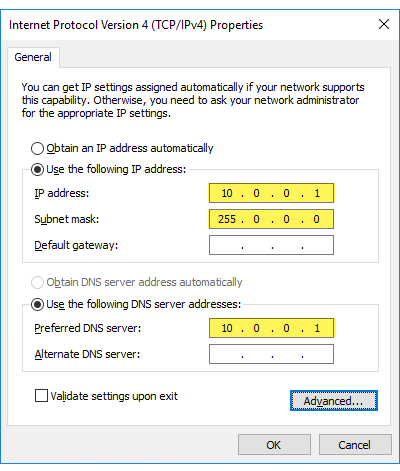 Internet Protocol Version 4 (TCP/IPv4) Properties
General
You can get IP settings assigned automatically if your network supports
this capability. Otherwise, you need to ask your network administrator
for the appropriate IP settings.
Obtain an IP address automatically
Use the following IP address:
IP address: 10 . 0 . 0 . 1
Subnet mask: 255 . 0 . 0 . 0
Default gateway: . . .
Obtain DNS server address automatically
Use the following DNS server addresses:
Preferred DNS server: 10 . 0 . 0 . 1
Alternate DNS server: . . .
Validate settings upon exit
Advanced...
OK Cancel